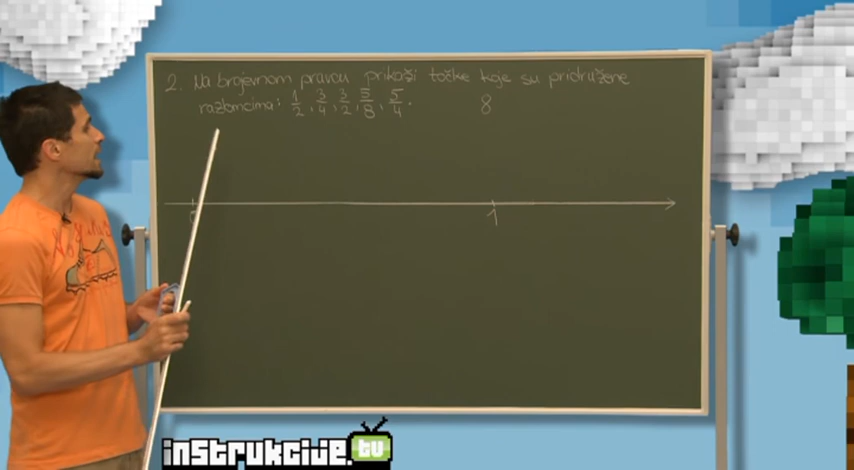 2. Na brojevnom pravcu prikaži točke koje su pridružene
razlomcima: 1/2, 3/4, 3/2, 5/8, 5/4. 8
0 1
instrukcije.tv